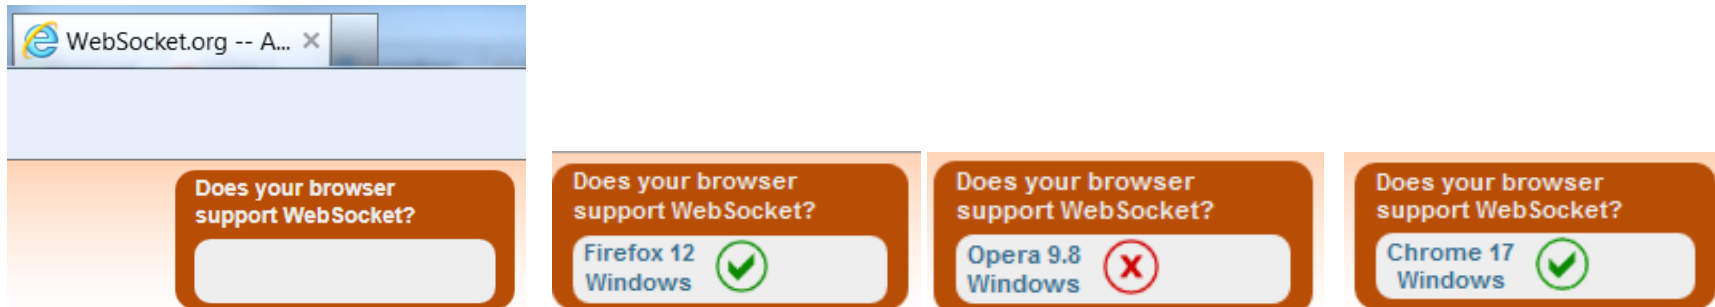 WebSocket.org -- A...
Does your browser
support WebSocket?
Does your browser
support WebSocket?
Firefox 12
Windows
Does your browser
support WebSocket?
Opera 9.8
Windows
Does your browser
support WebSocket?
Chrome 17
Windows